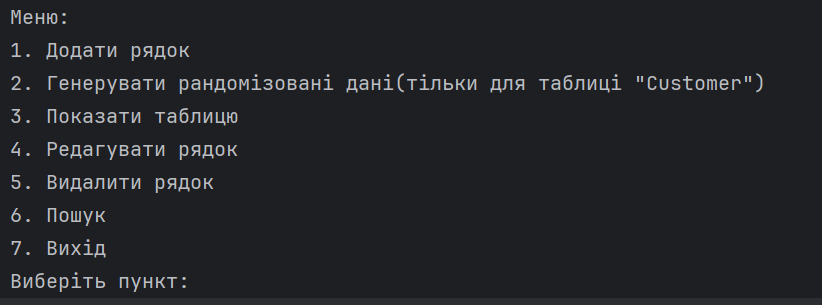 Меню:
1. Додати рядок
2. Генерувати рандомізовані дані(тільки для таблиці "Customer")
3. Показати таблицю
4. Редагувати рядок
5. Видалити рядок
6. Пошук
7. Вихід
Виберіть пункт: